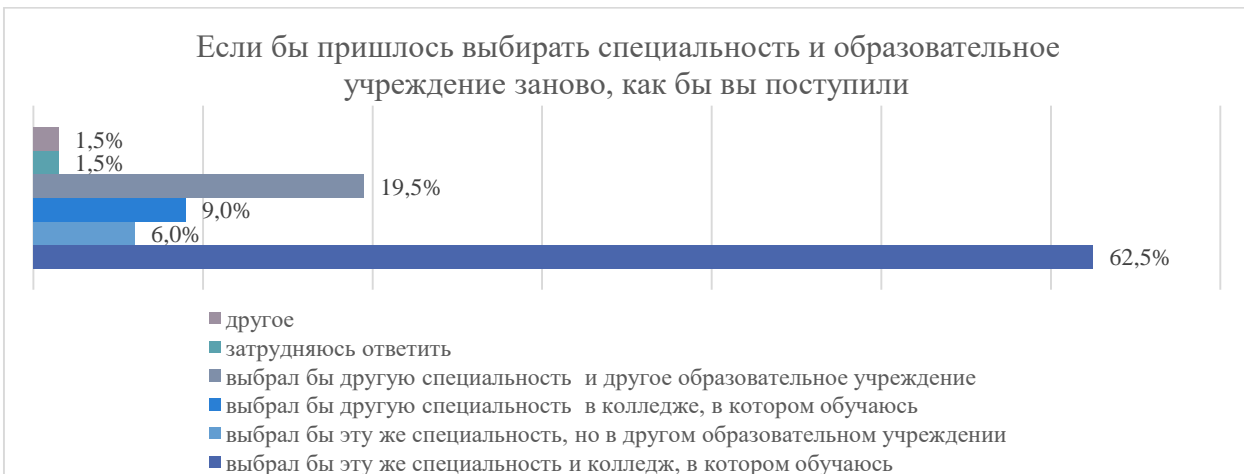 Если бы пришлось выбирать специальность и образовательное
учреждение заново, как бы вы поступили
1,5%
1,5%
19,5%
9,0%
6,0%
62,5%
другое
затрудняюсь ответить
выбрал бы другую специальность и другое образовательное учреждение
выбрал бы другую специальность в колледже, в котором обучаюсь
выбрал бы эту же специальность, но в другом образовательном учреждении
выбрал бы эту же специальность и колледж, в котором обучаюсь